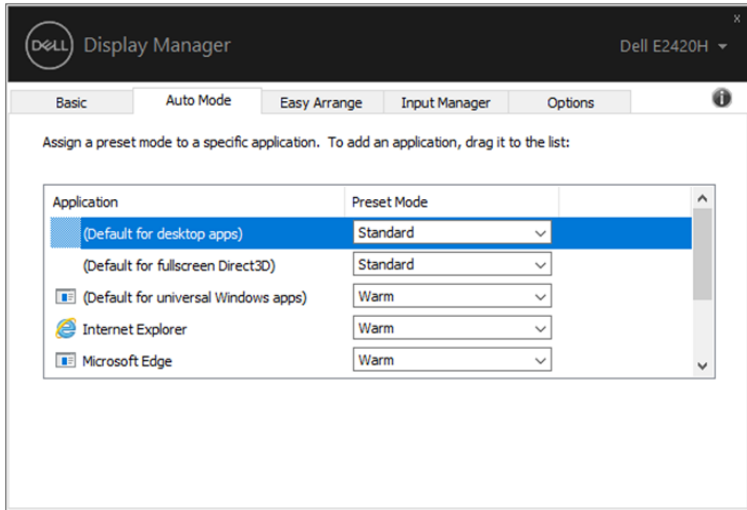 x
DELL Display Manager Dell E2420H
Basic Auto Mode Easy Arrange Input Manager Options i
Assign a preset mode to a specific application. To add an application, drag it to the list:
Application Preset Mode
(Default for desktop apps) Standard
(Default for fullscreen Direct3D) Standard
(Default for universal Windows apps) Warm
Internet Explorer Warm
Microsoft Edge Warm